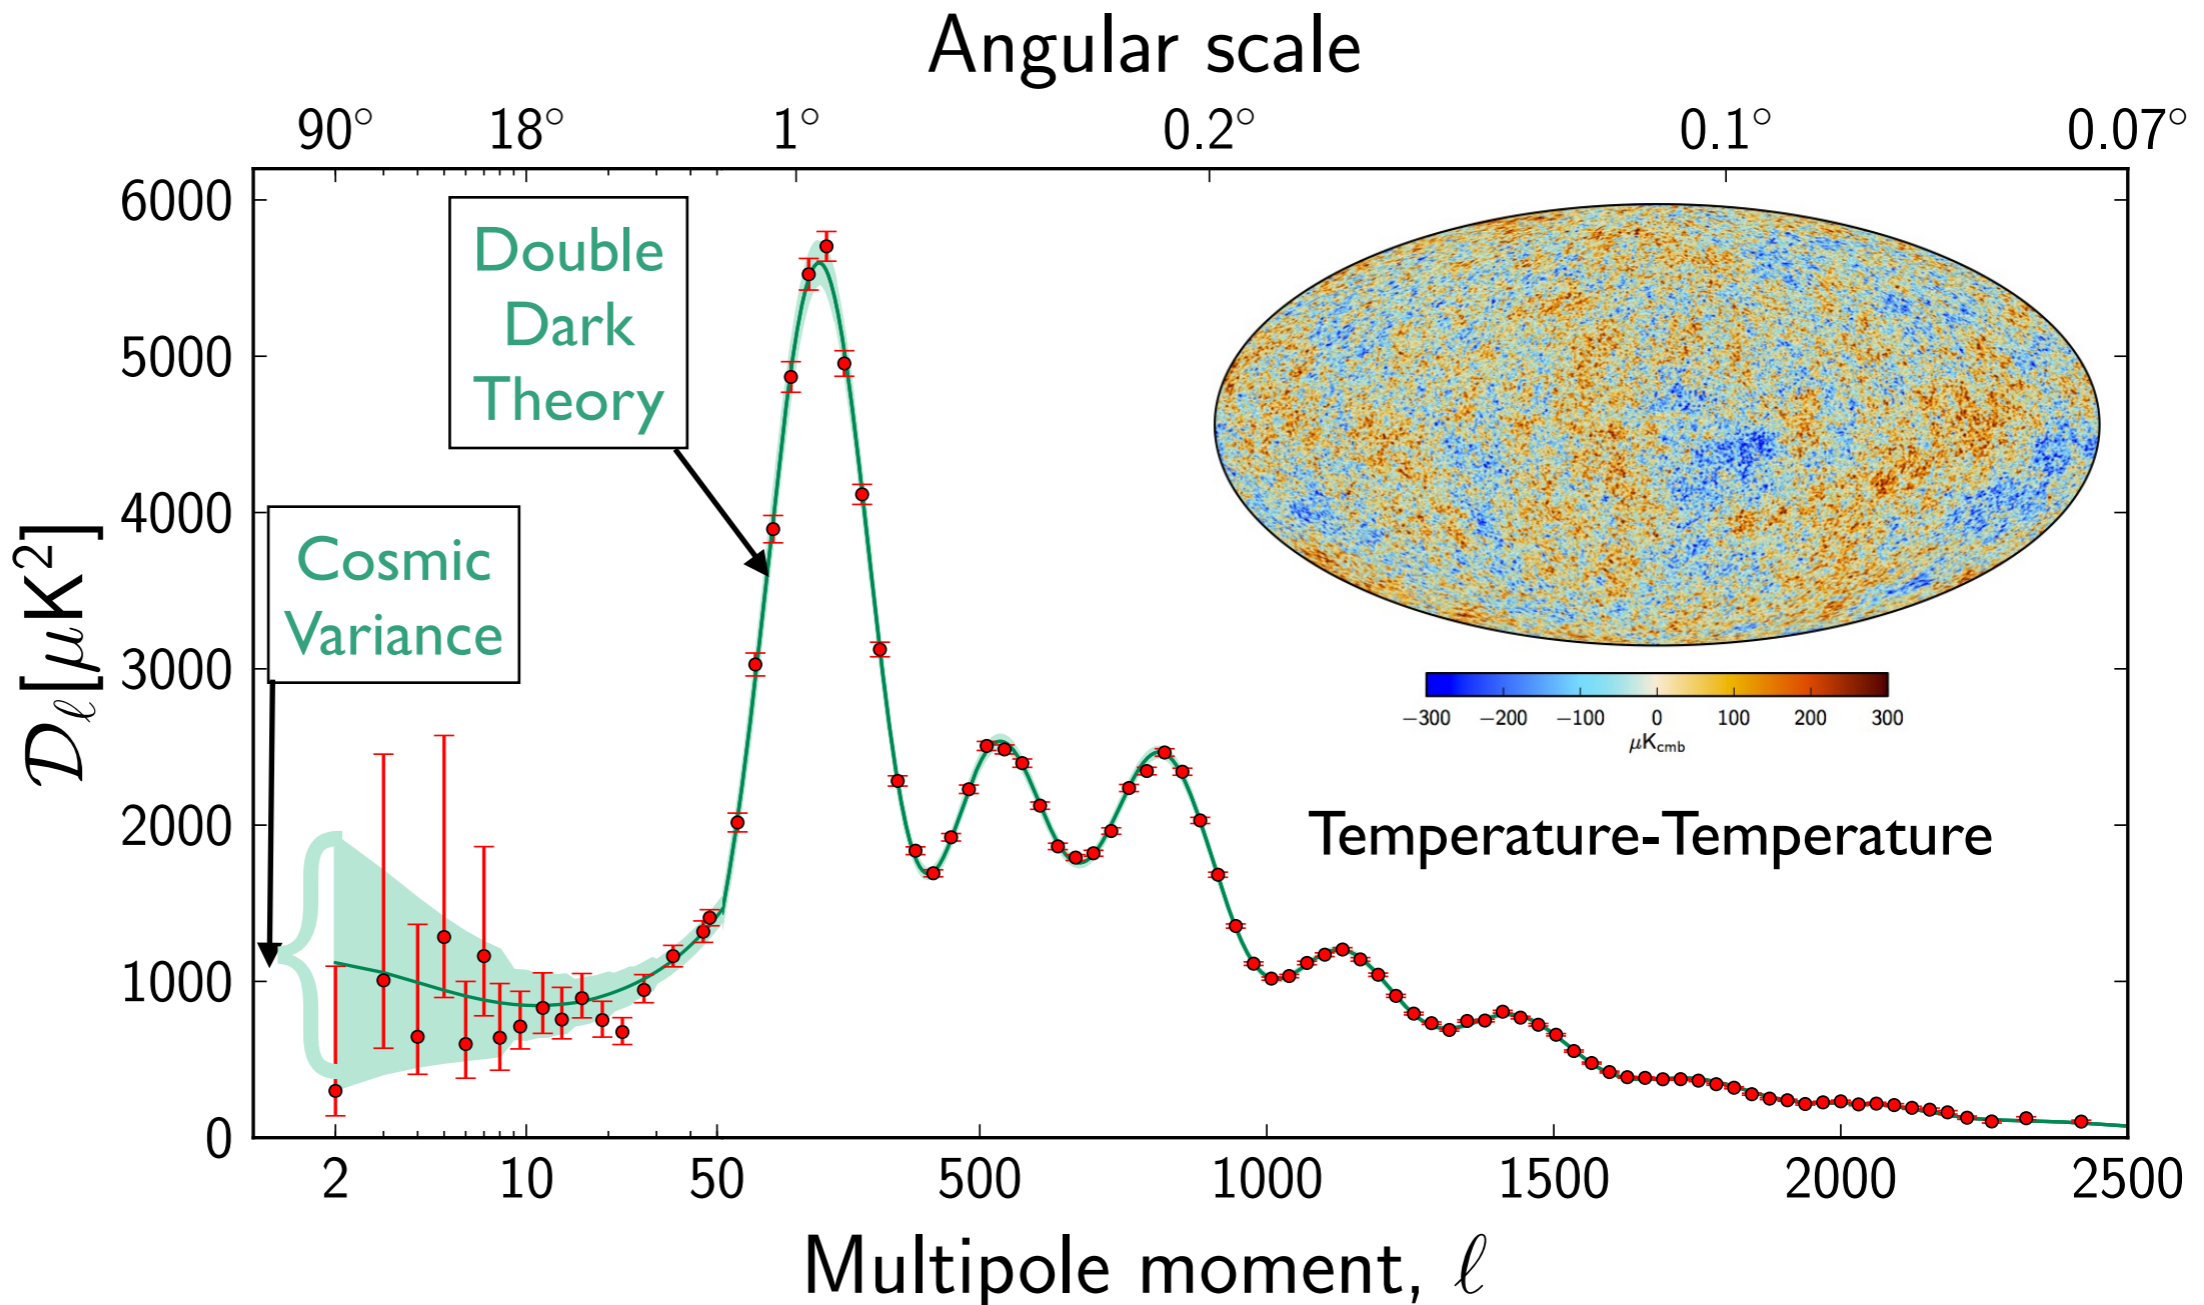 Angular scale
90° 18° 1° 0.2° 0.1° 0.07°
6000
5000
4000
3000
2000
1000
0
𝒟ℓ[μK²]
Double
Dark
Theory
Cosmic
Variance
−300 −200 −100 0 100 200 300
μK_cmb
Temperature-Temperature
2 10 50 500 1000 1500 2000 2500
Multipole moment, ℓ